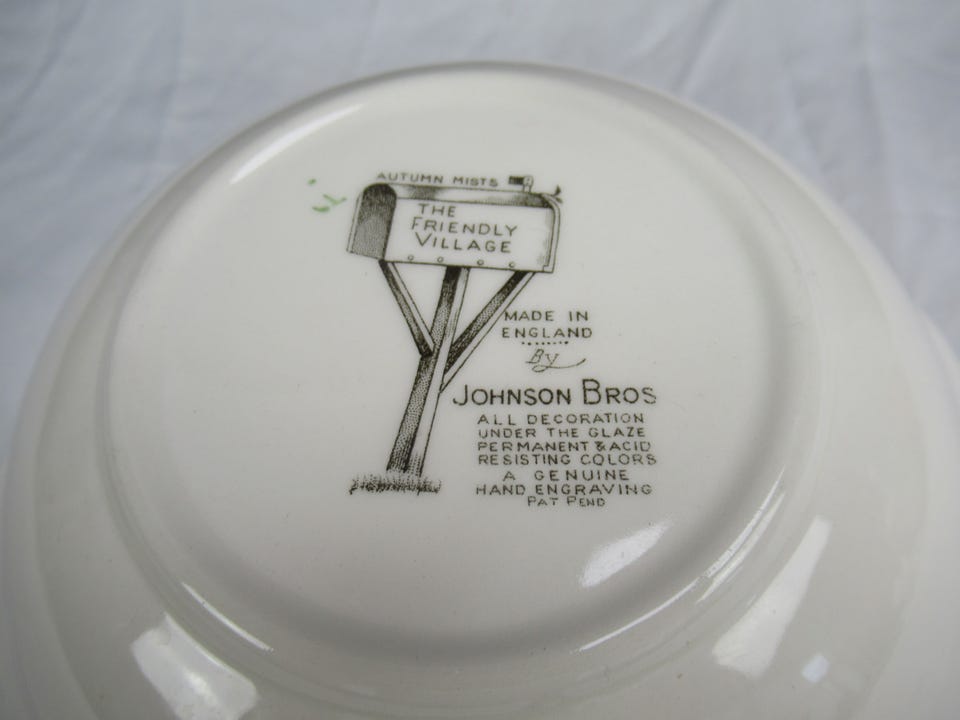 AUTUMN MISTS
THE
FRIENDLY
VILLAGE
MADE IN
ENGLAND
By
JOHNSON BROS
ALL DECORATION
UNDER THE GLAZE
PERMANENT & ACID
RESISTING COLORS
A GENUINE
HAND ENGRAVING
PAT PEND